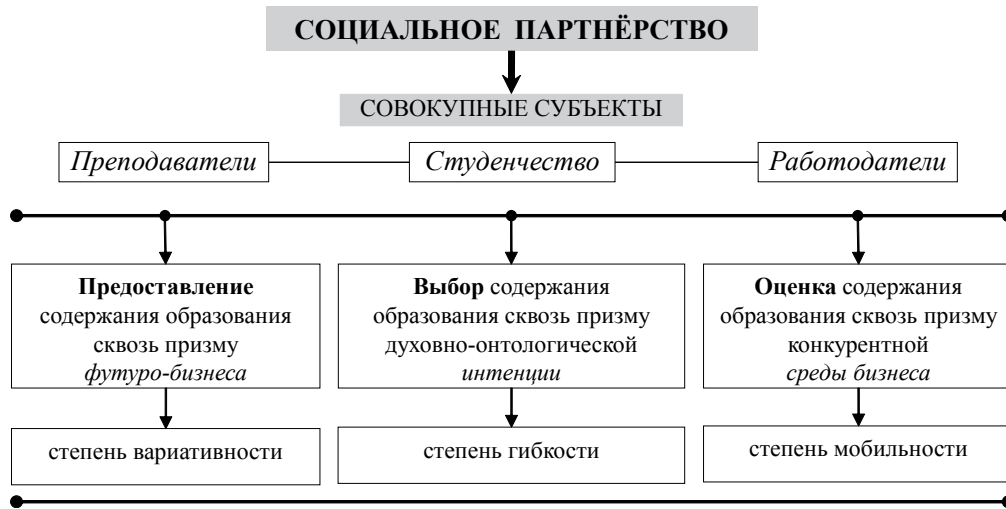 СОЦИАЛЬНОЕ ПАРТНЁРСТВО
СОВОКУПНЫЕ СУБЪЕКТЫ
Преподаватели
Студенчество
Работодатели
Предоставление
содержания образования
сквозь призму
футуро-бизнеса
Выбор содержания
образования сквозь призму
духовно-онтологической
интенции
Оценка содержания
образования сквозь призму
конкурентной
среды бизнеса
степень вариативности
степень гибкости
степень мобильности